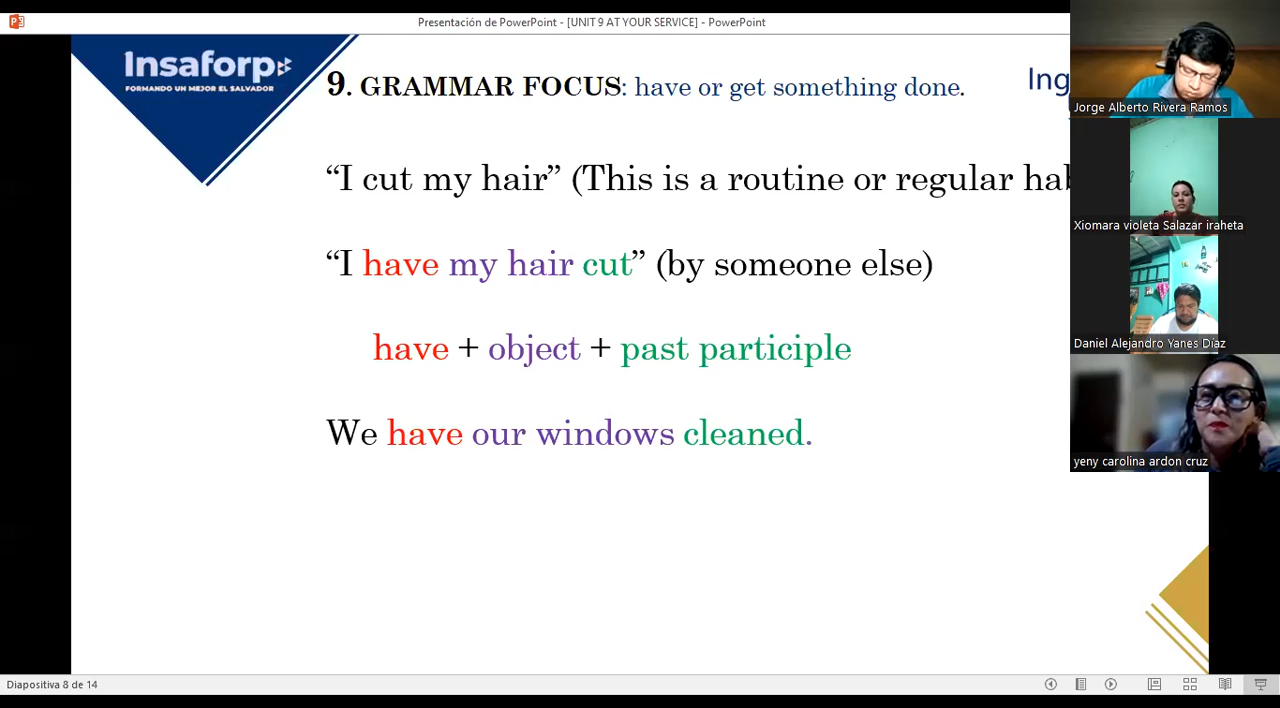 Presentación de PowerPoint - [UNIT 9 AT YOUR SERVICE] - PowerPoint
Insaforp
FORMANDO UN MEJOR EL SALVADOR
9. GRAMMAR FOCUS: have or get something done.
Ing
“I cut my hair” (This is a routine or regular hab
“I have my hair cut” (by someone else)
have + object + past participle
We have our windows cleaned.
Jorge Alberto Rivera Ramos
Xiomara violeta Salazar iraheta
Daniel Alejandro Yanes Díaz
yeny carolina ardon cruz
Diapositiva 8 de 14